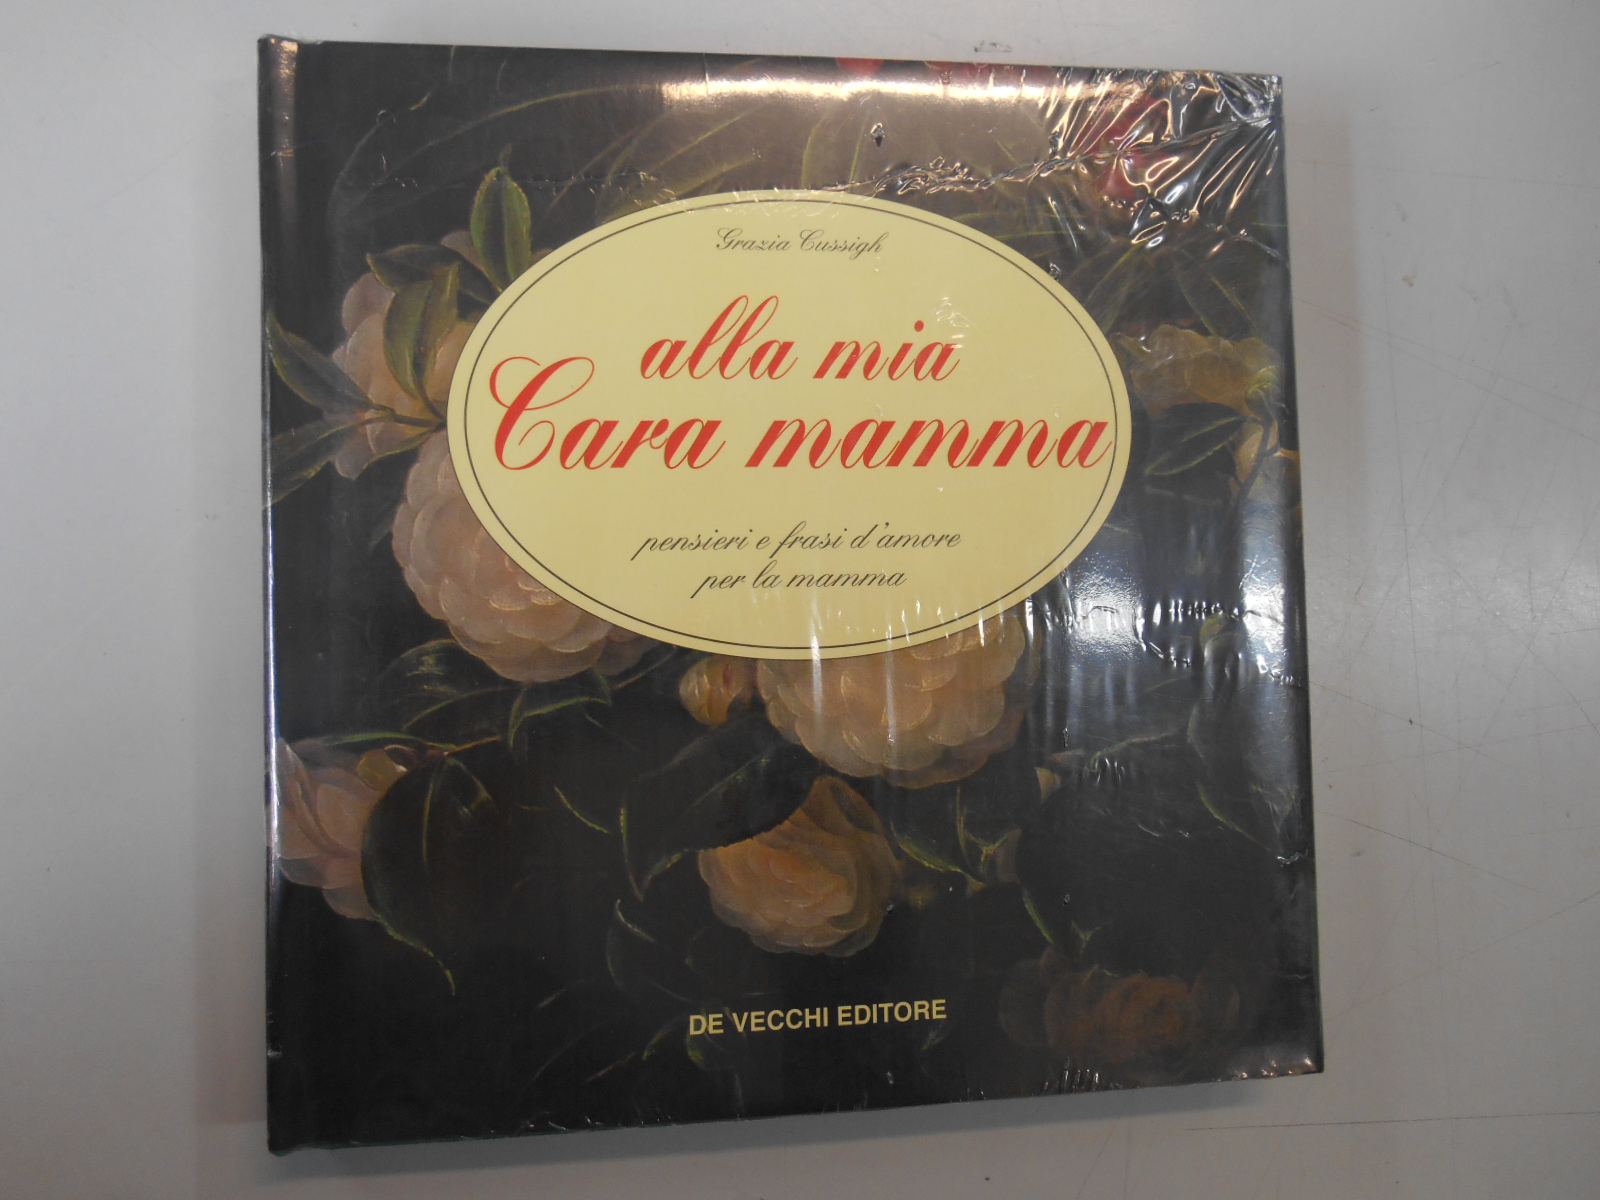 Grazia Cussigh
alla mia
Cara mamma
pensieri e frasi d'amore
per la mamma
DE VECCHI EDITORE